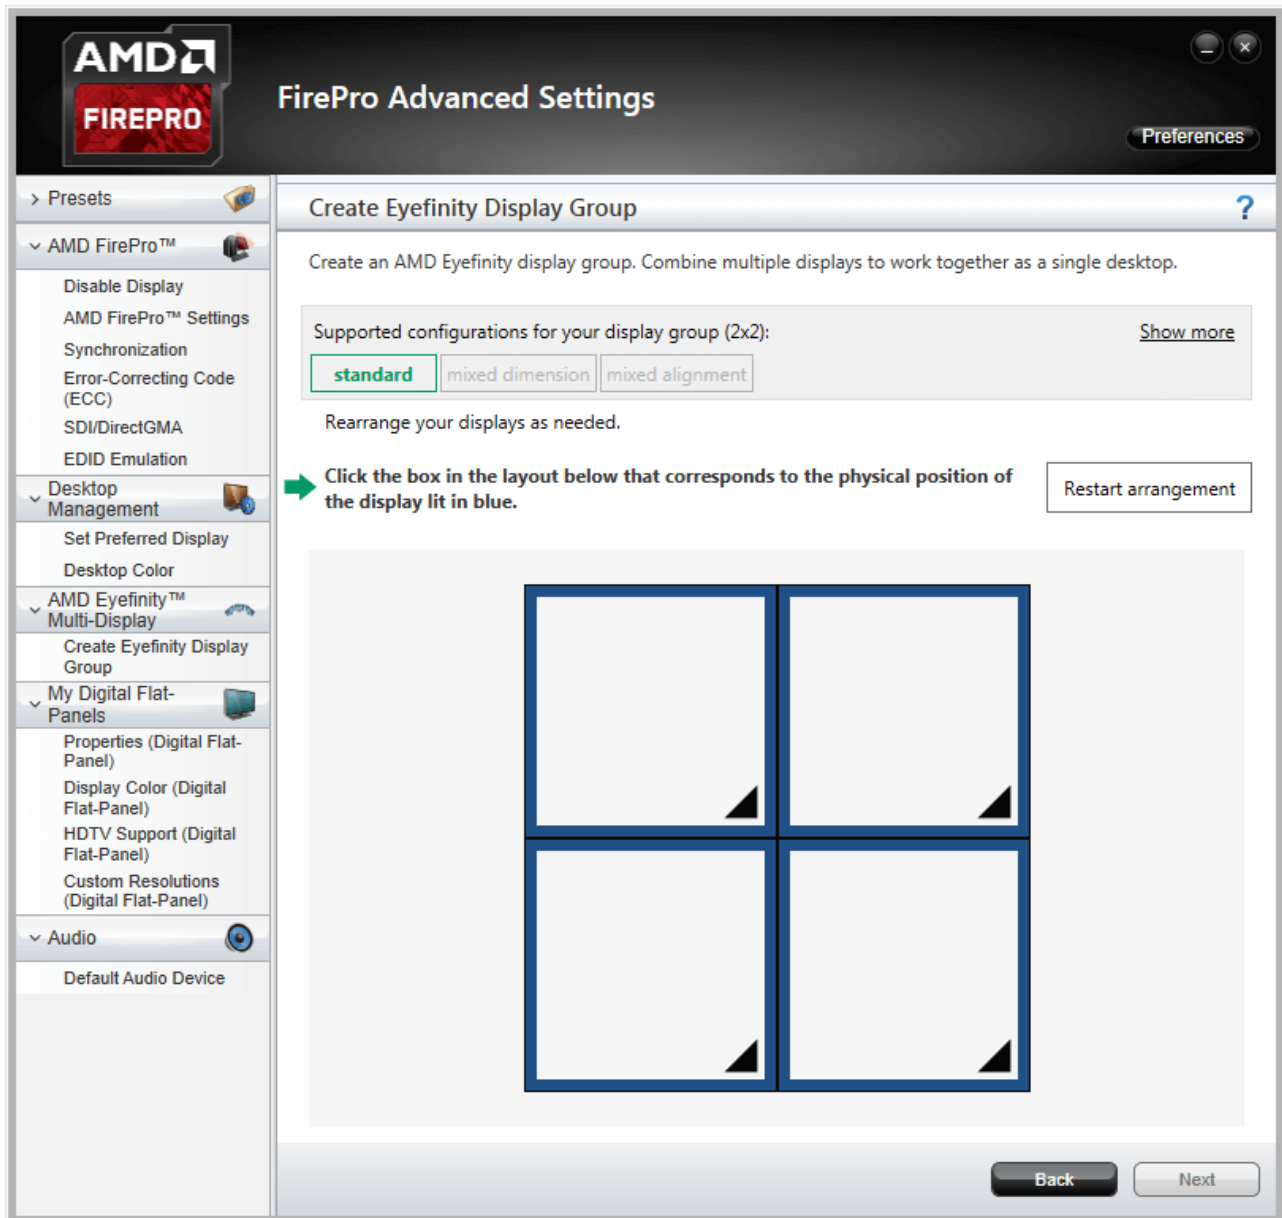 AMD
FIREPRO
FirePro Advanced Settings
Preferences
Presets
AMD FirePro™
Disable Display
AMD FirePro™ Settings
Synchronization
Error-Correcting Code
(ECC)
SDI/DirectGMA
EDID Emulation
Desktop
Management
Set Preferred Display
Desktop Color
AMD Eyefinity™
Multi-Display
Create Eyefinity Display
Group
My Digital Flat-
Panels
Properties (Digital Flat-
Panel)
Display Color (Digital
Flat-Panel)
HDTV Support (Digital
Flat-Panel)
Custom Resolutions
(Digital Flat-Panel)
Audio
Default Audio Device
Create Eyefinity Display Group
?
Create an AMD Eyefinity display group. Combine multiple displays to work together as a single desktop.
Supported configurations for your display group (2x2):
Show more
standard
mixed dimension
mixed alignment
Rearrange your displays as needed.
Click the box in the layout below that corresponds to the physical position of
the display lit in blue.
Restart arrangement
Back
Next